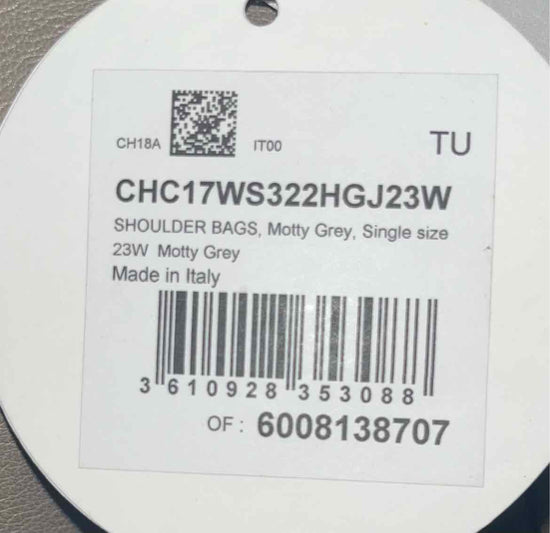 CH18A IT00 TU
CHC17WS322HGJ23W
SHOULDER BAGS, Motty Grey, Single size
23W Motty Grey
Made in Italy
3 610928 353088
OF: 6008138707